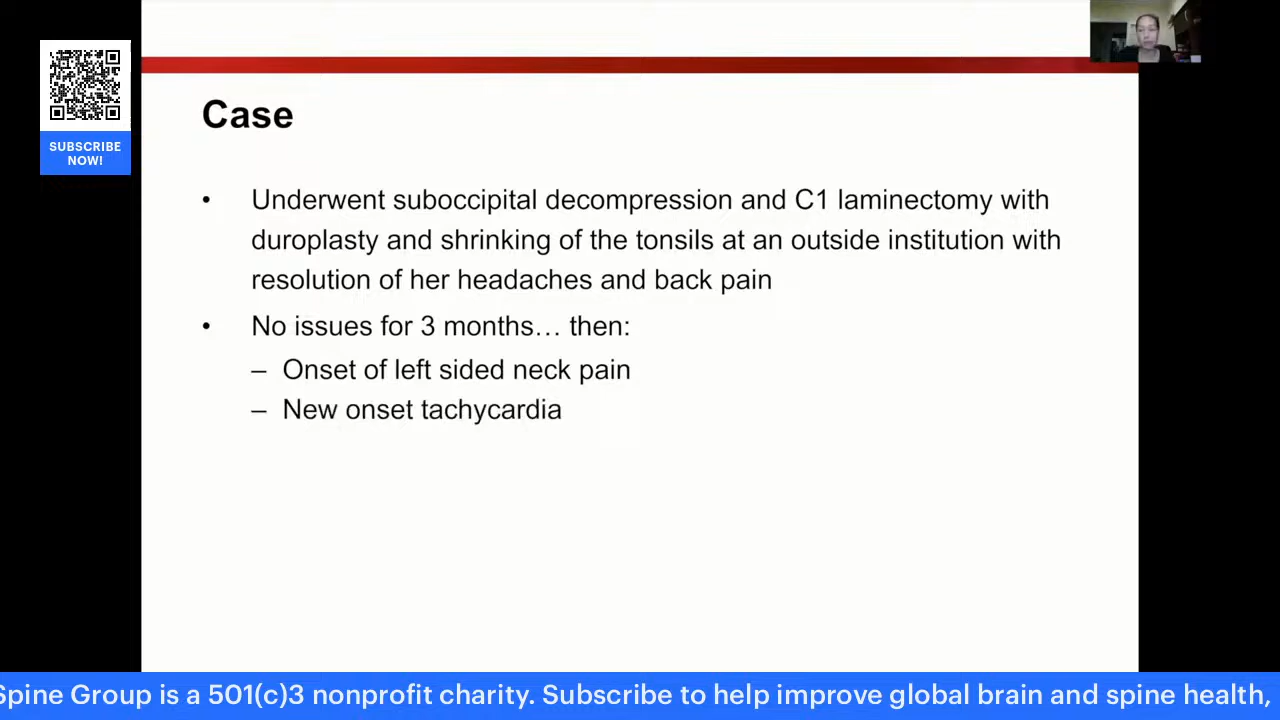 SUBSCRIBE
NOW!
Case
• Underwent suboccipital decompression and C1 laminectomy with
duroplasty and shrinking of the tonsils at an outside institution with
resolution of her headaches and back pain
• No issues for 3 months… then:
– Onset of left sided neck pain
– New onset tachycardia
Spine Group is a 501(c)3 nonprofit charity. Subscribe to help improve global brain and spine health,